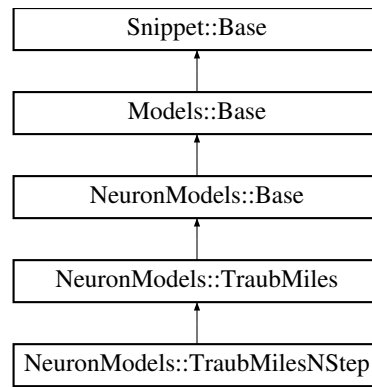 Snippet::Base
Models::Base
NeuronModels::Base
NeuronModels::TraubMiles
NeuronModels::TraubMilesNStep